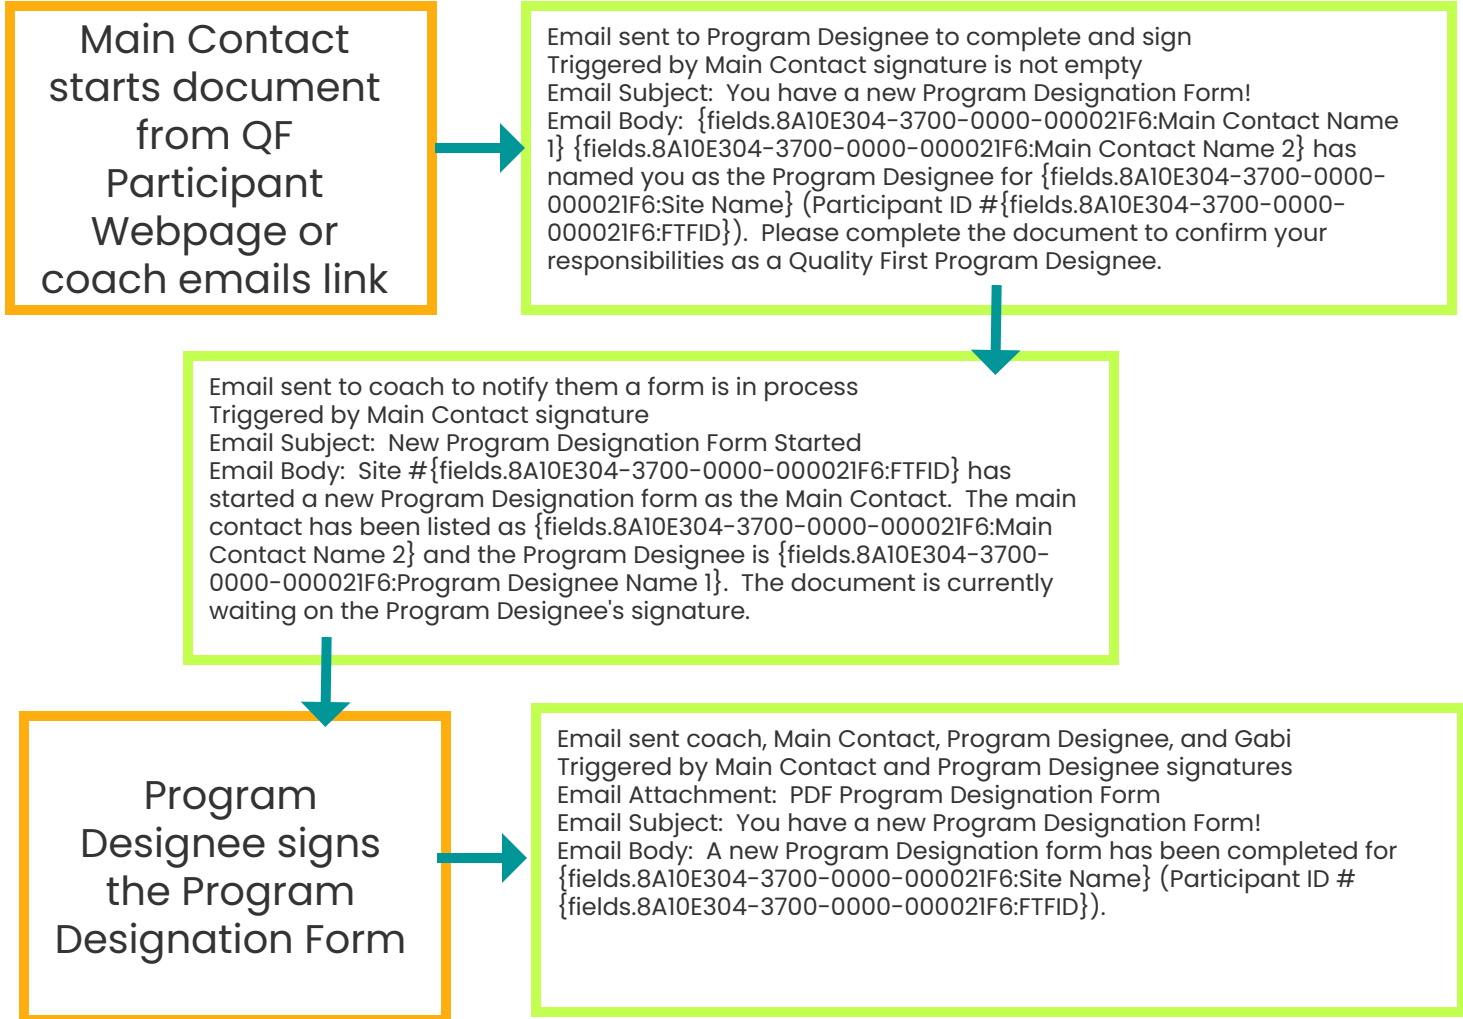 Main Contact
starts document
from QF
Participant
Webpage or
coach emails link
Email sent to Program Designee to complete and sign
Triggered by Main Contact signature is not empty
Email Subject:  You have a new Program Designation Form!
Email Body:  {fields.8A10E304-3700-0000-000021F6:Main Contact Name
1} {fields.8A10E304-3700-0000-000021F6:Main Contact Name 2} has
named you as the Program Designee for {fields.8A10E304-3700-0000-
000021F6:Site Name} (Participant ID #{fields.8A10E304-3700-0000-
000021F6:FTFID}).  Please complete the document to confirm your
responsibilities as a Quality First Program Designee.
Email sent to coach to notify them a form is in process
Triggered by Main Contact signature
Email Subject:  New Program Designation Form Started
Email Body:  Site #{fields.8A10E304-3700-0000-000021F6:FTFID} has
started a new Program Designation form as the Main Contact.  The main
contact has been listed as {fields.8A10E304-3700-0000-000021F6:Main
Contact Name 2} and the Program Designee is {fields.8A10E304-3700-
0000-000021F6:Program Designee Name 1}.  The document is currently
waiting on the Program Designee's signature.
Program
Designee signs
the Program
Designation Form
Email sent coach, Main Contact, Program Designee, and Gabi
Triggered by Main Contact and Program Designee signatures
Email Attachment:  PDF Program Designation Form
Email Subject:  You have a new Program Designation Form!
Email Body:  A new Program Designation form has been completed for
{fields.8A10E304-3700-0000-000021F6:Site Name} (Participant ID #
{fields.8A10E304-3700-0000-000021F6:FTFID}).